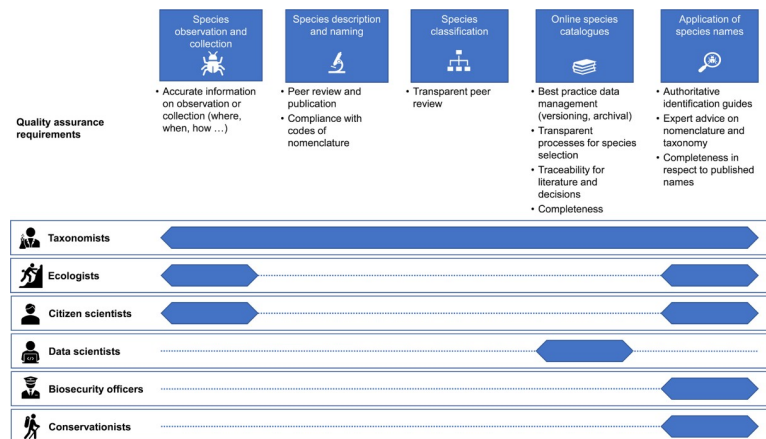 Species
observation and
collection
Species description
and naming
Species
classification
Online species
catalogues
Application of
species names
Quality assurance
requirements
• Accurate information
on observation or
collection (where,
when, how …)
• Peer review and
publication
• Compliance with
codes of
nomenclature
• Transparent peer
review
• Best practice data
management
(versioning, archival)
• Transparent
processes for species
selection
• Traceability for
literature and
decisions
• Completeness
• Authoritative
identification guides
• Expert advice on
nomenclature and
taxonomy
• Completeness in
respect to published
names
Taxonomists
Ecologists
Citizen scientists
Data scientists
Biosecurity officers
Conservationists